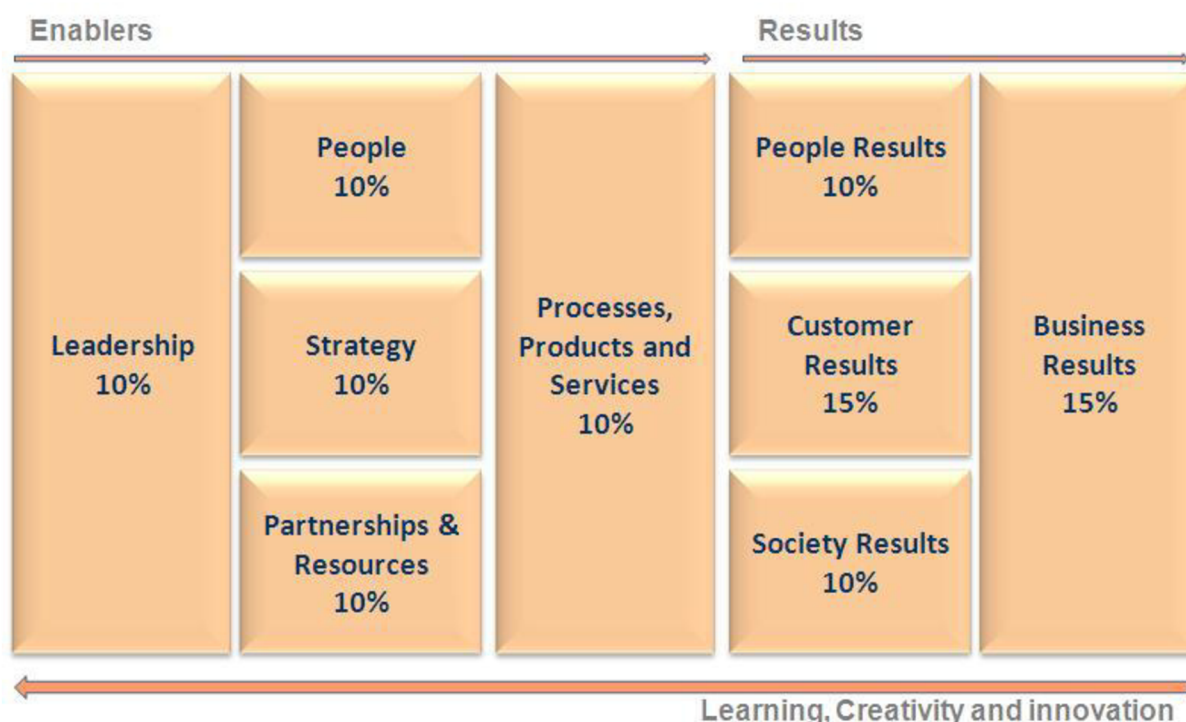 Enablers
Results
Leadership
10%
People
10%
Strategy
10%
Partnerships &
Resources
10%
Processes,
Products and
Services
10%
People Results
10%
Customer
Results
15%
Society Results
10%
Business
Results
15%
Learning, Creativity and innovation